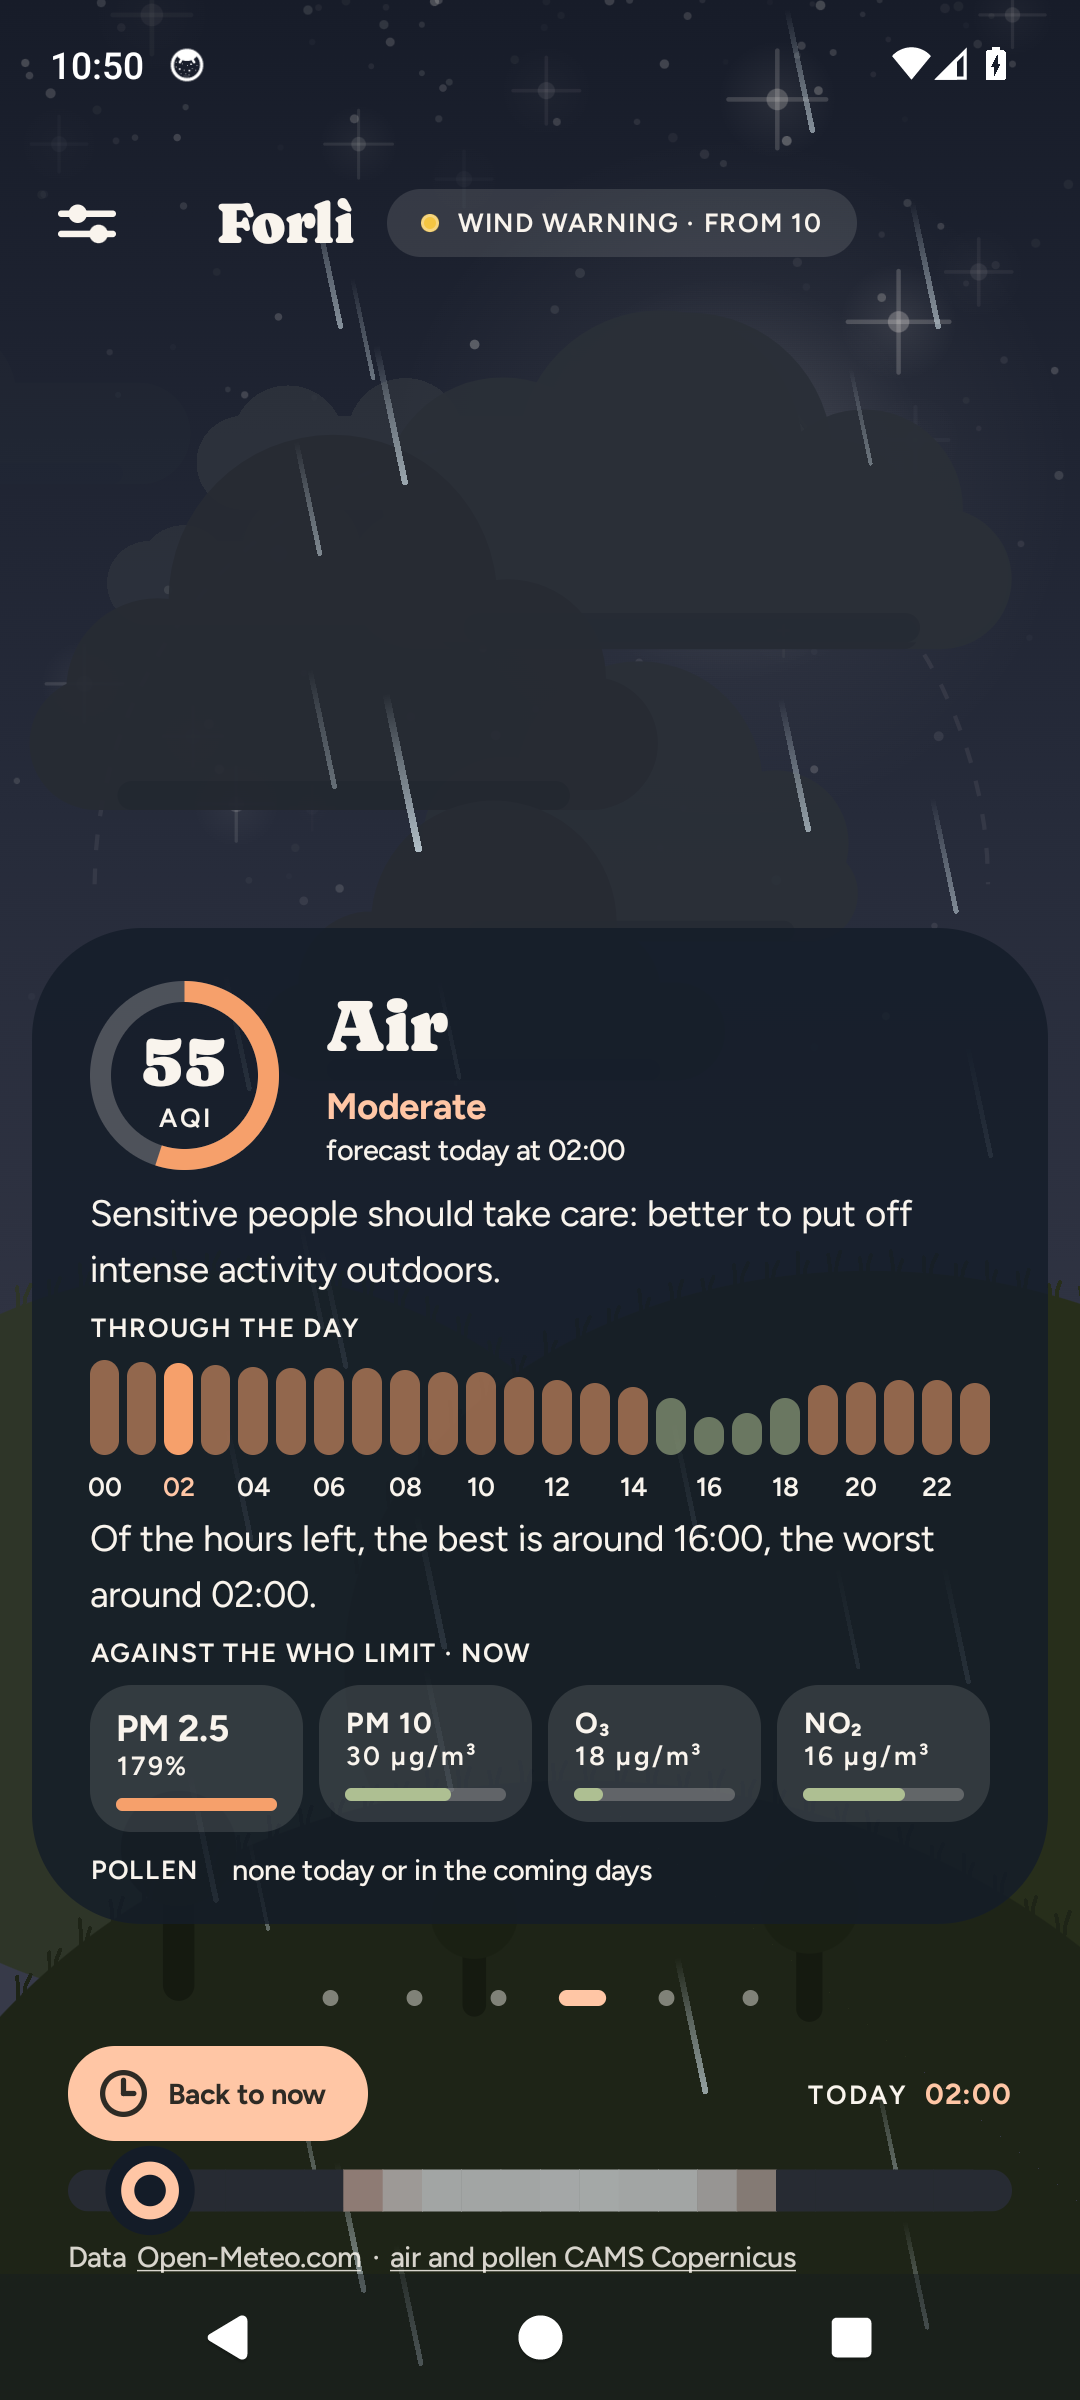 10:50
Forlì
WIND WARNING · FROM 10
55
AQI
Air
Moderate
forecast today at 02:00
Sensitive people should take care: better to put off
intense activity outdoors.
THROUGH THE DAY
00 02 04 06 08 10 12 14 16 18 20 22
Of the hours left, the best is around 16:00, the worst
around 02:00.
AGAINST THE WHO LIMIT · NOW
PM 2.5
179%
PM 10
30 µg/m³
O₃
18 µg/m³
NO₂
16 µg/m³
POLLEN none today or in the coming days
Back to now
TODAY 02:00
Data Open-Meteo.com · air and pollen CAMS Copernicus